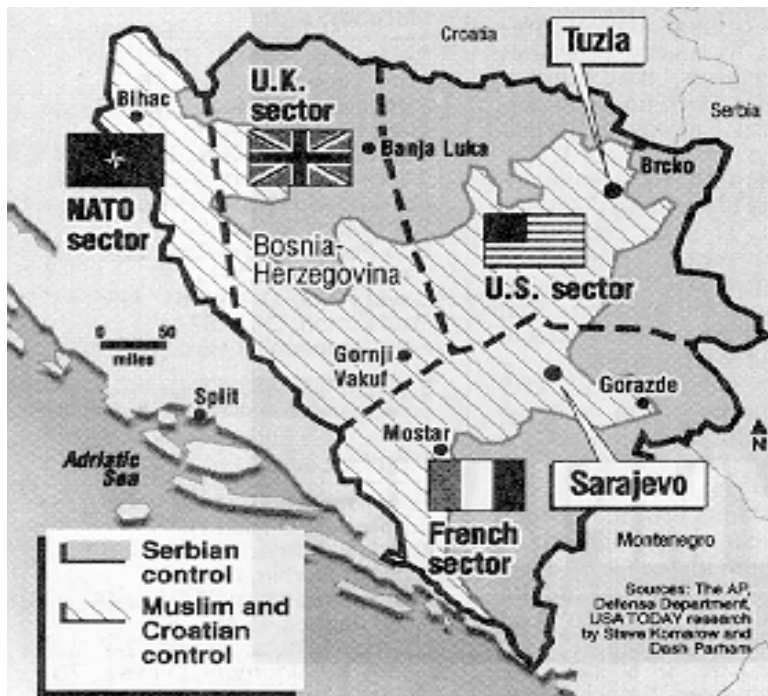 Croatia
Tuzla
U.K.
sector
Bihac
Serbia
Banja Luka
Brcko
NATO
sector
Bosnia-
Herzegovina
U.S. sector
0 50
miles
Gornji
Vakuf
Gorazde
Split
Mostar
N
Adriatic
Sea
Sarajevo
French
sector
Montenegro
Serbian
control
Muslim and
Croatian
control
Sources: The AP,
Defense Department,
USA TODAY research
by Steve Komarow and
Dash Parham